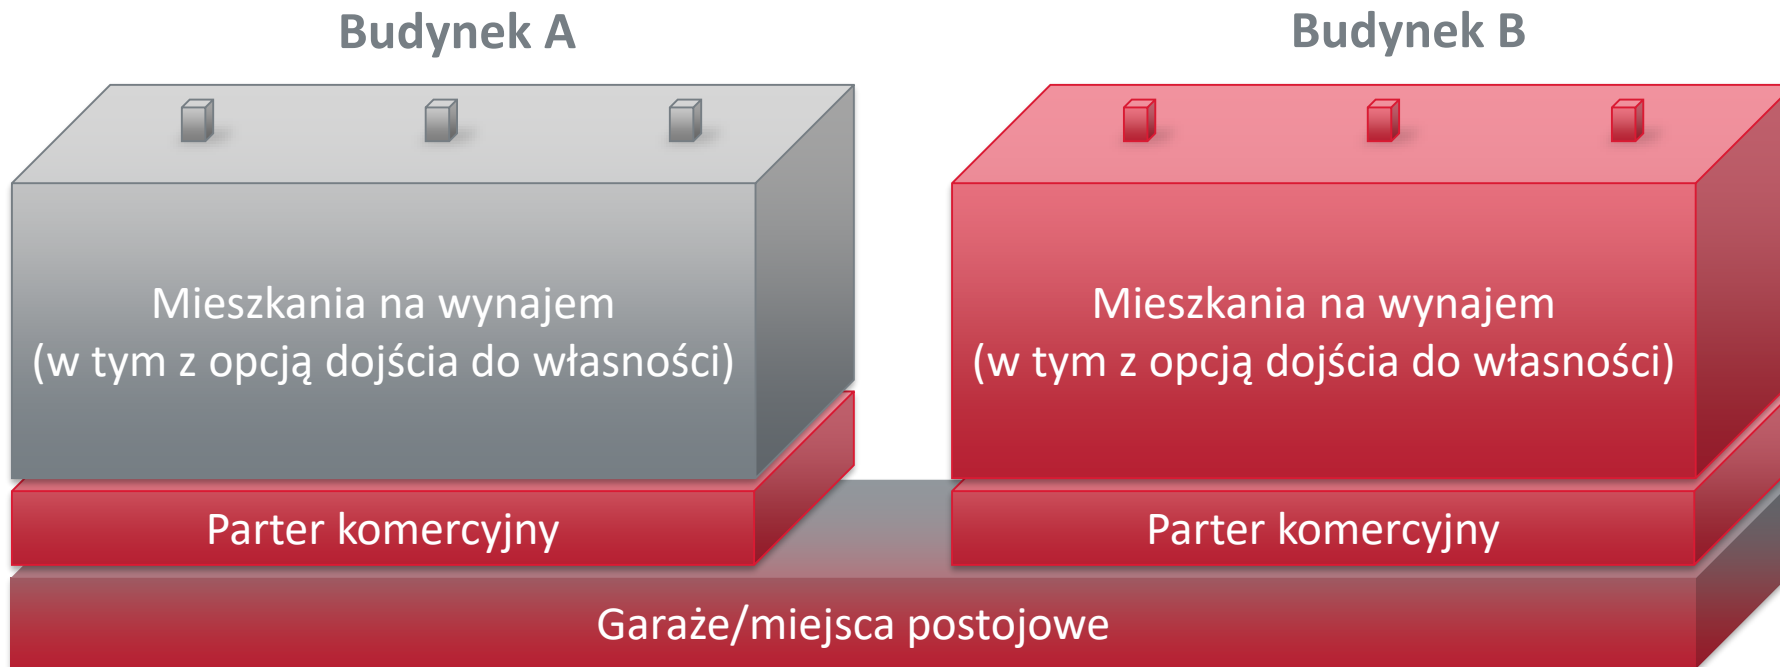 Budynek A
Budynek B
Mieszkania na wynajem
(w tym z opcją dojścia do własności)
Mieszkania na wynajem
(w tym z opcją dojścia do własności)
Parter komercyjny
Parter komercyjny
Garaże/miejsca postojowe